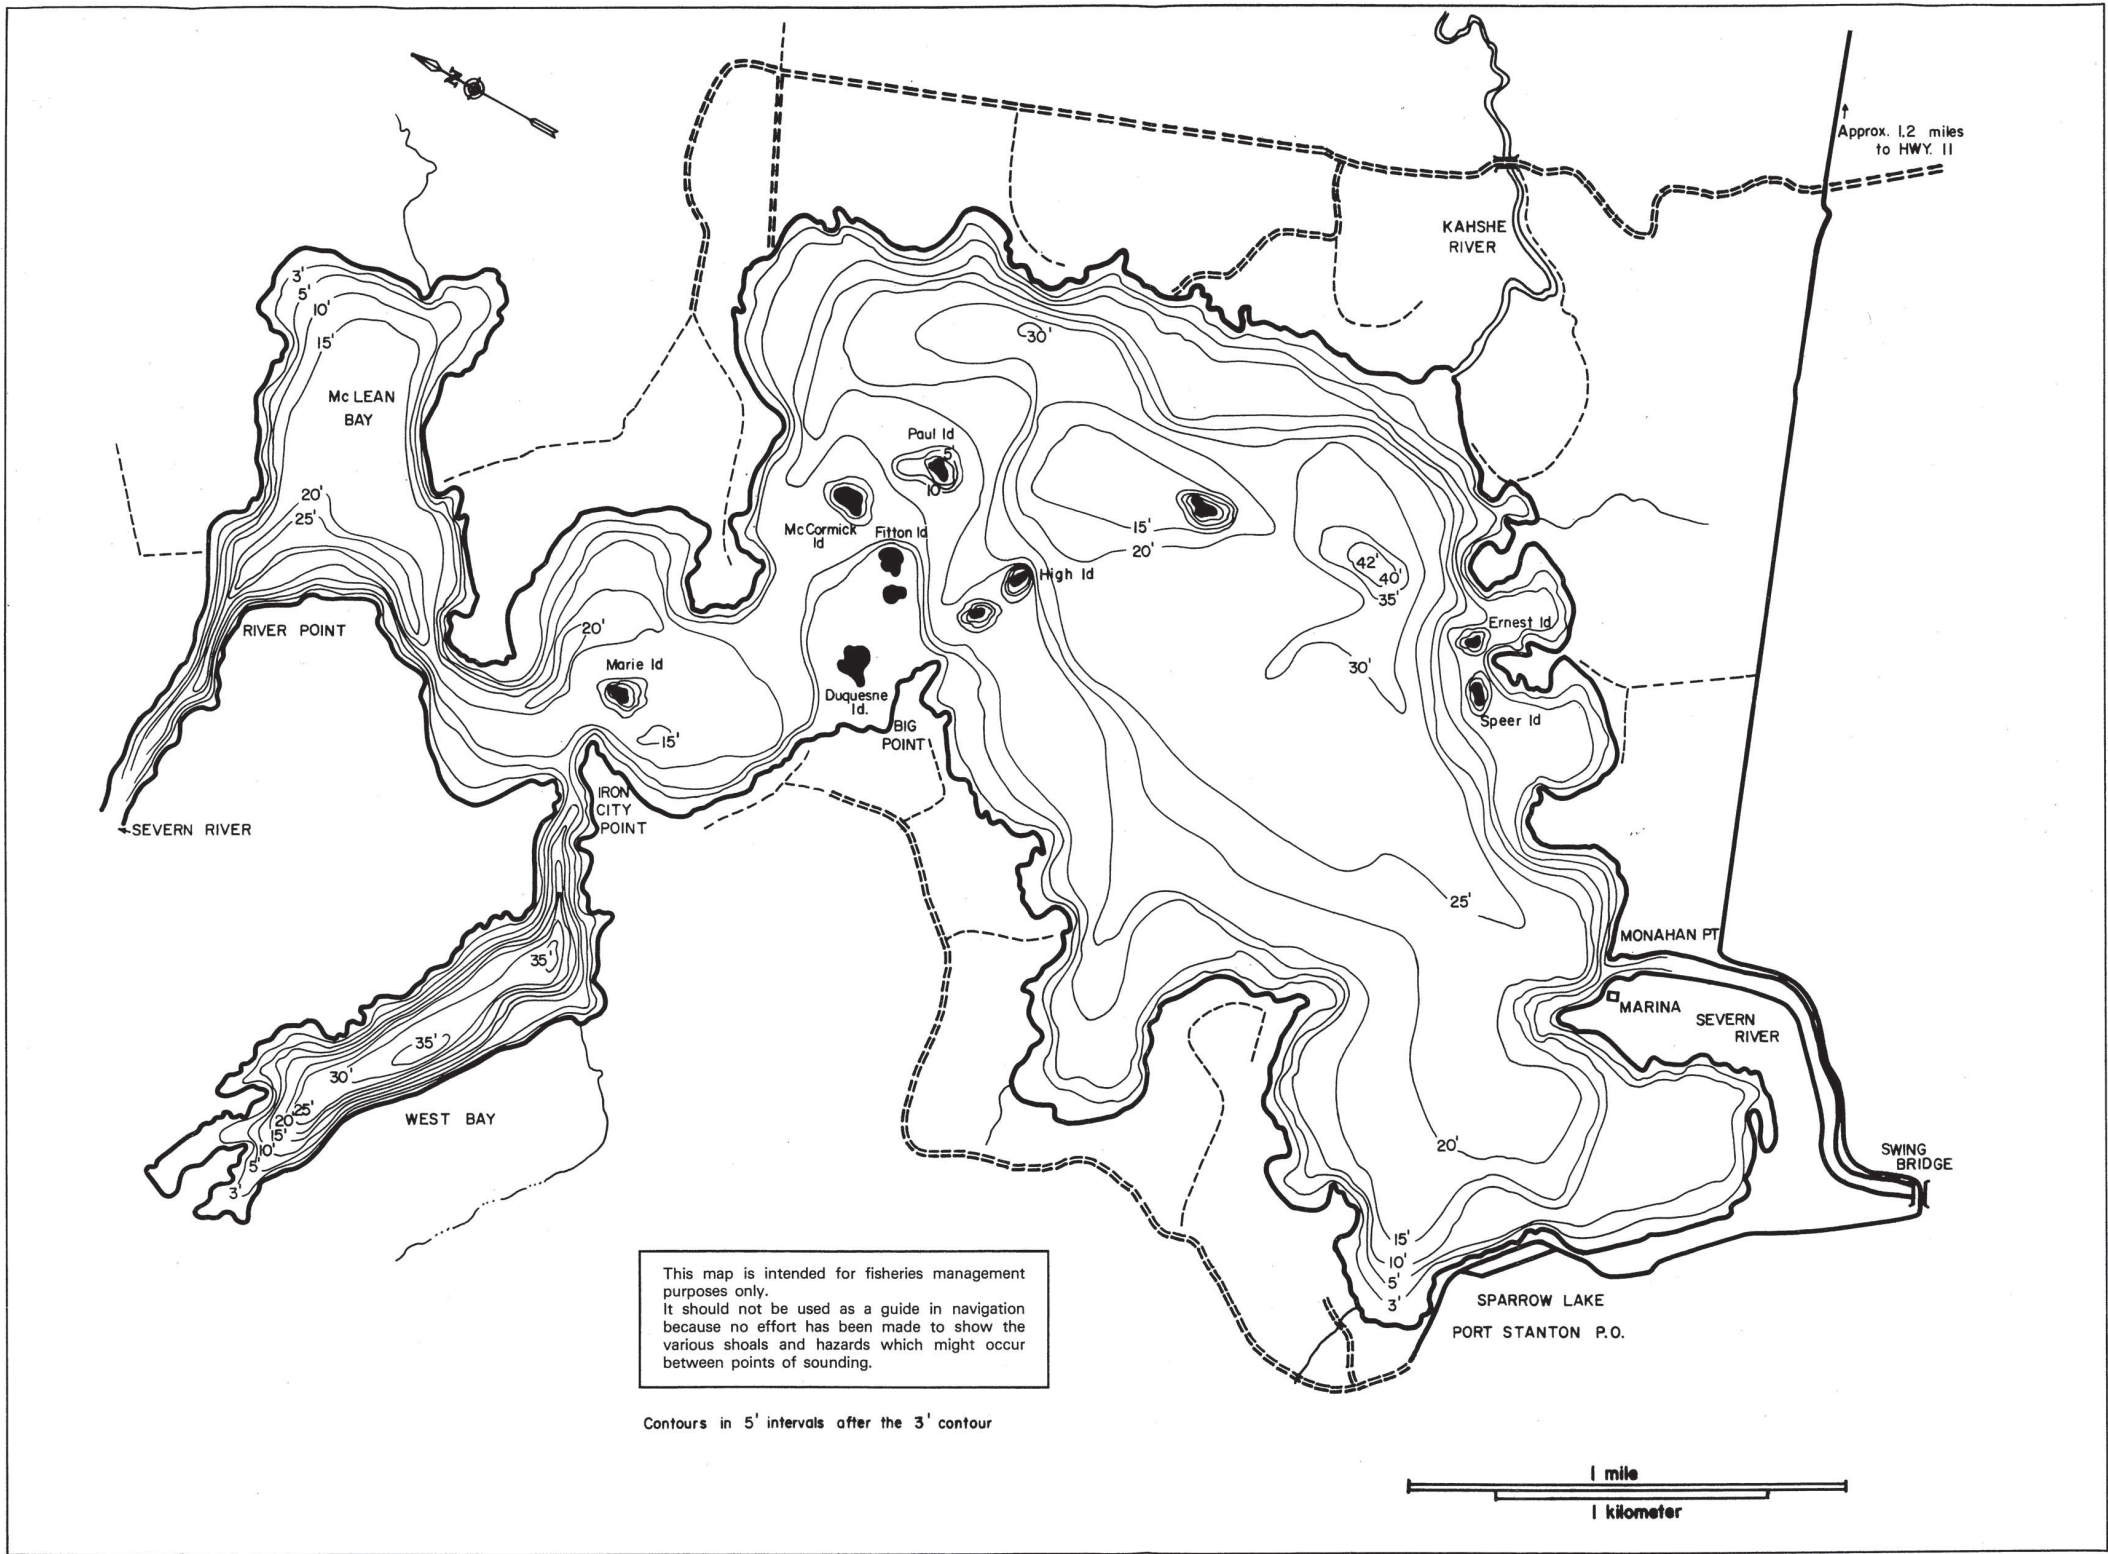 N
Approx. 1.2 miles
to HWY. 11
KAHSHE
RIVER
3'
5'
10'
15'
30'
Mc LEAN
BAY
Paul Id
5'
10'
20'
25'
McCormick
Id
Fitton Id
15'
20'
High Id
42'
40'
35'
RIVER POINT
20'
Ernest Id
Marie Id
30'
Duquesne
Id.
Speer Id
15'
BIG
POINT
IRON
CITY
POINT
SEVERN RIVER
25'
MONAHAN PT
35'
MARINA
SEVERN
RIVER
35'
30'
25'
20'
15'
10'
5'
3'
WEST BAY
20'
SWING
BRIDGE
15'
10'
5'
3'
This map is intended for fisheries management
purposes only.
It should not be used as a guide in navigation
because no effort has been made to show the
various shoals and hazards which might occur
between points of sounding.
SPARROW LAKE
PORT STANTON P.O.
Contours in 5' intervals after the 3' contour
1 mile
1 kilometer